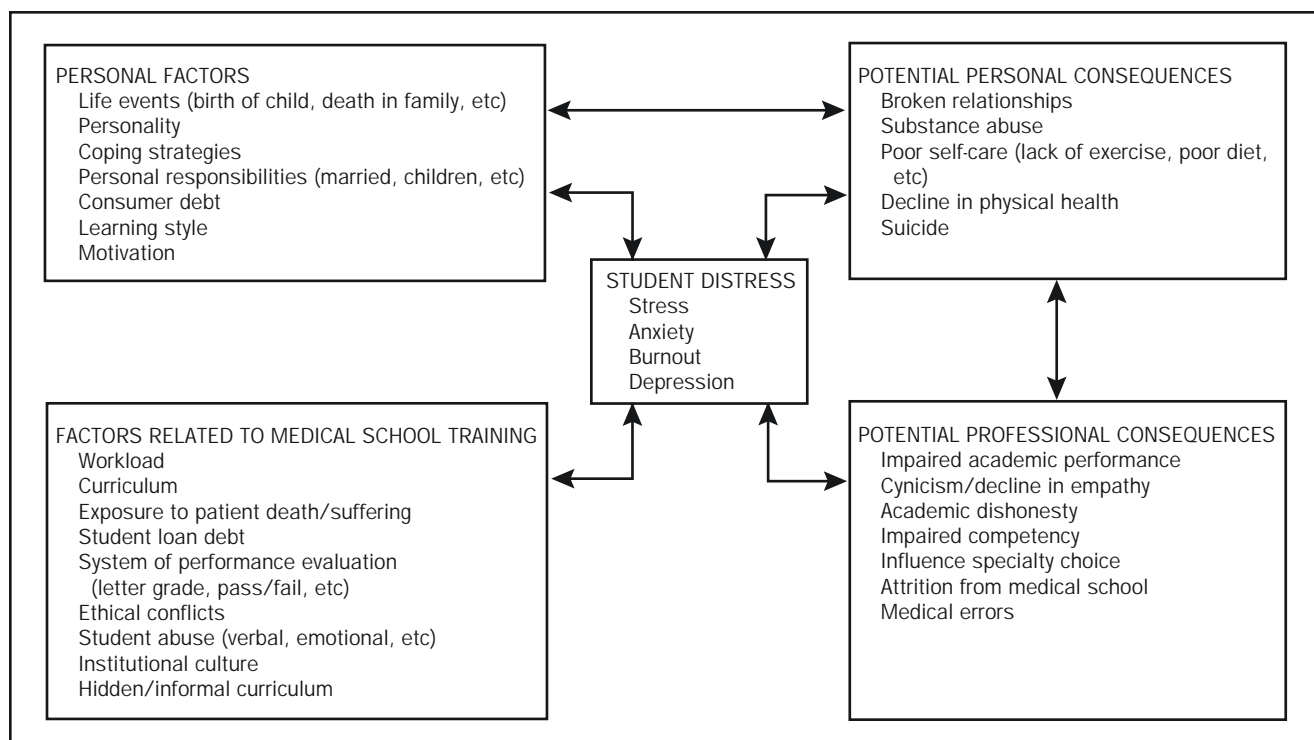 PERSONAL FACTORS
Life events (birth of child, death in family, etc)
Personality
Coping strategies
Personal responsibilities (married, children, etc)
Consumer debt
Learning style
Motivation
POTENTIAL PERSONAL CONSEQUENCES
Broken relationships
Substance abuse
Poor self-care (lack of exercise, poor diet,
etc)
Decline in physical health
Suicide
STUDENT DISTRESS
Stress
Anxiety
Burnout
Depression
FACTORS RELATED TO MEDICAL SCHOOL TRAINING
Workload
Curriculum
Exposure to patient death/suffering
Student loan debt
System of performance evaluation
(letter grade, pass/fail, etc)
Ethical conflicts
Student abuse (verbal, emotional, etc)
Institutional culture
Hidden/informal curriculum
POTENTIAL PROFESSIONAL CONSEQUENCES
Impaired academic performance
Cynicism/decline in empathy
Academic dishonesty
Impaired competency
Influence specialty choice
Attrition from medical school
Medical errors